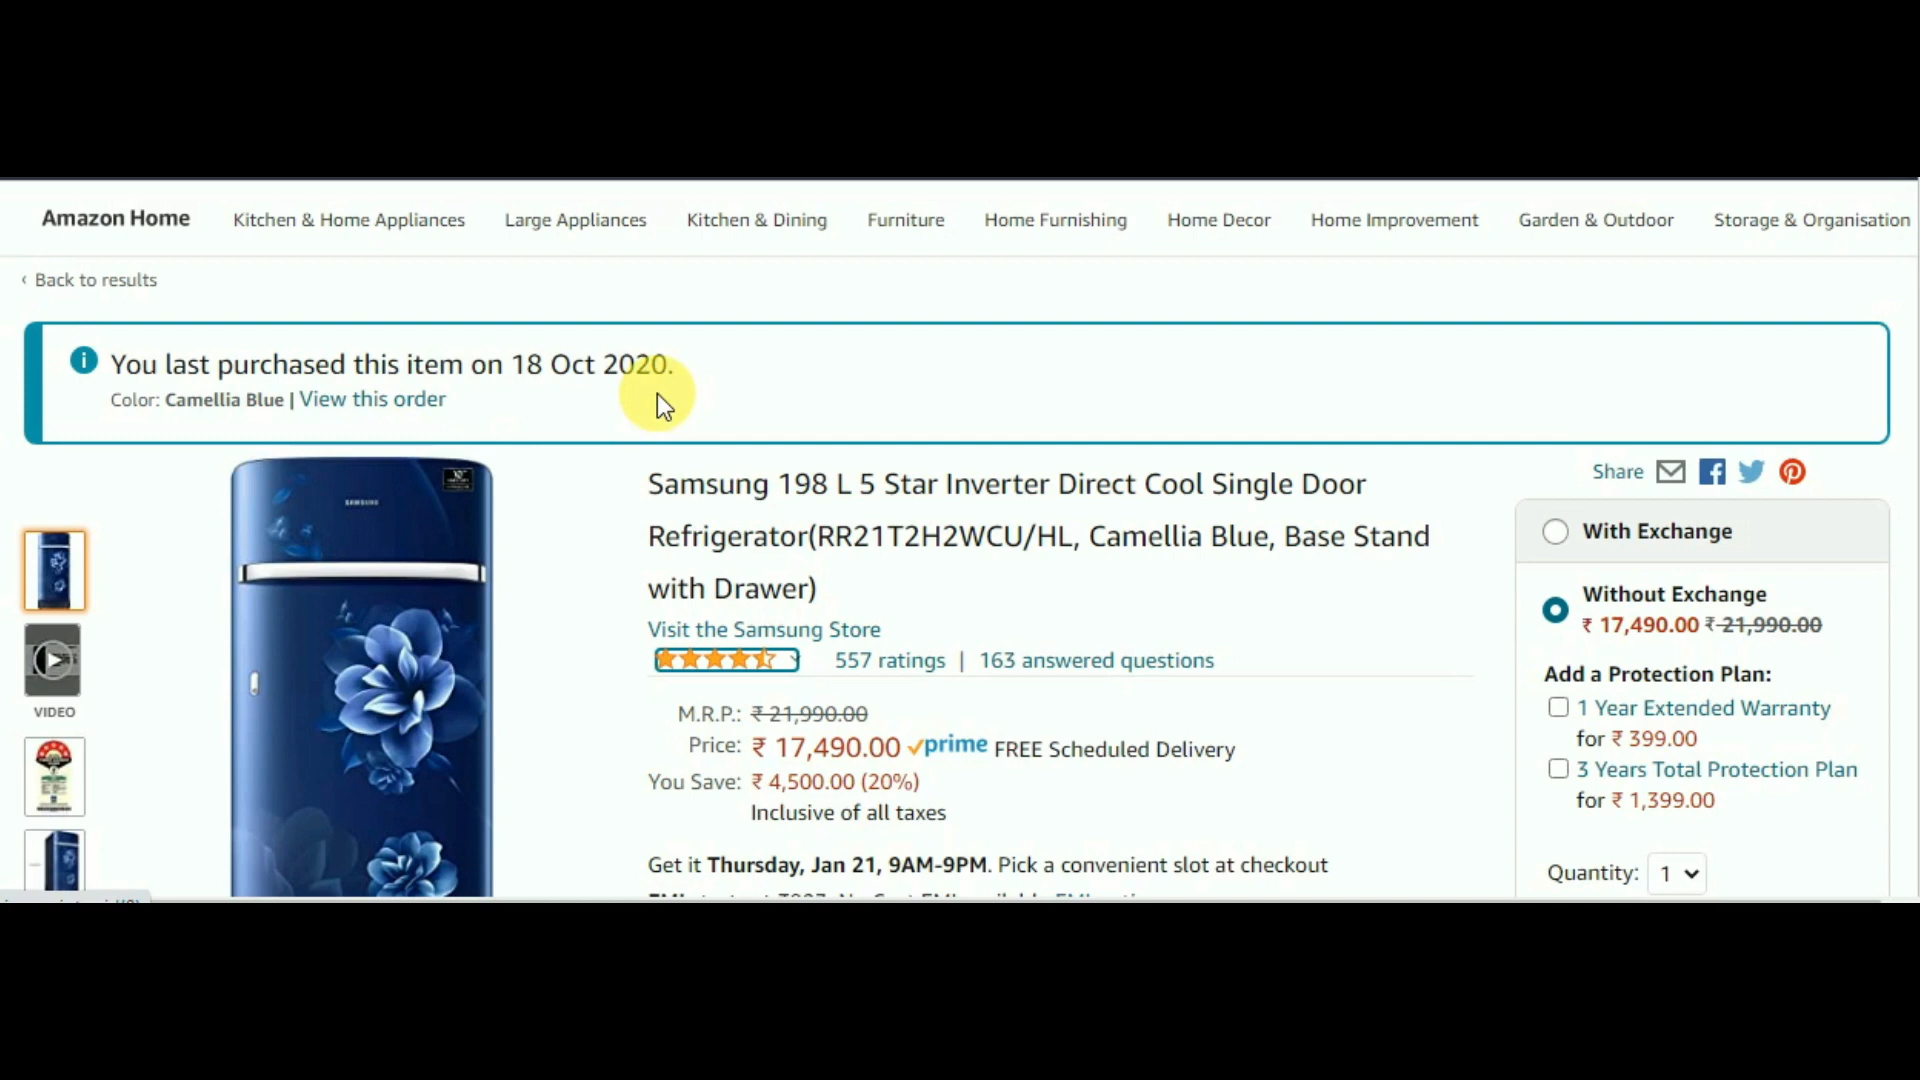 Amazon Home Kitchen & Home Appliances Large Appliances Kitchen & Dining Furniture Home Furnishing Home Decor Home Improvement Garden & Outdoor Storage & Organisation
‹ Back to results
You last purchased this item on 18 Oct 2020.
Color: Camellia Blue | View this order
SAMSUNG
VIDEO
Samsung 198 L 5 Star Inverter Direct Cool Single Door
Refrigerator(RR21T2H2WCU/HL, Camellia Blue, Base Stand
with Drawer)
Visit the Samsung Store
557 ratings | 163 answered questions
M.R.P.: ₹ 21,990.00
Price: ₹ 17,490.00 prime FREE Scheduled Delivery
You Save: ₹ 4,500.00 (20%)
Inclusive of all taxes
Get it Thursday, Jan 21, 9AM-9PM. Pick a convenient slot at checkout
Share
With Exchange
Without Exchange
₹ 17,490.00 ₹ 21,990.00
Add a Protection Plan:
1 Year Extended Warranty
for ₹ 399.00
3 Years Total Protection Plan
for ₹ 1,399.00
Quantity: 1